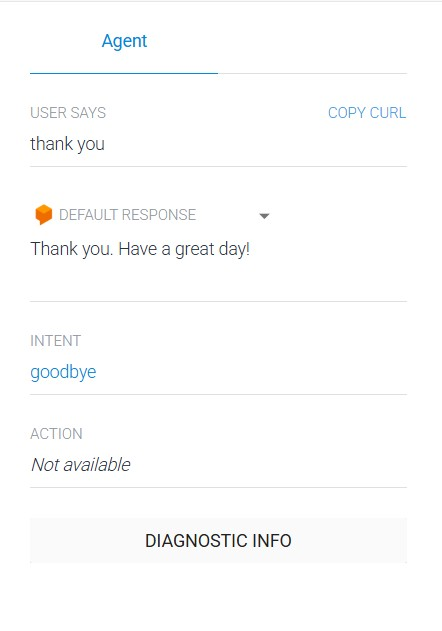 Agent
USER SAYS COPY CURL
thank you
DEFAULT RESPONSE
Thank you. Have a great day!
INTENT
goodbye
ACTION
Not available
DIAGNOSTIC INFO